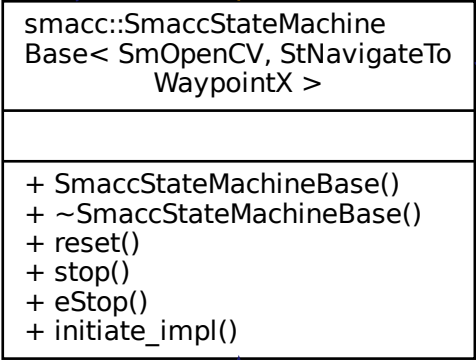 smacc::SmaccStateMachine
Base< SmOpenCV, StNavigateTo
WaypointX >
+ SmaccStateMachineBase()
+ ~SmaccStateMachineBase()
+ reset()
+ stop()
+ eStop()
+ initiate_impl()